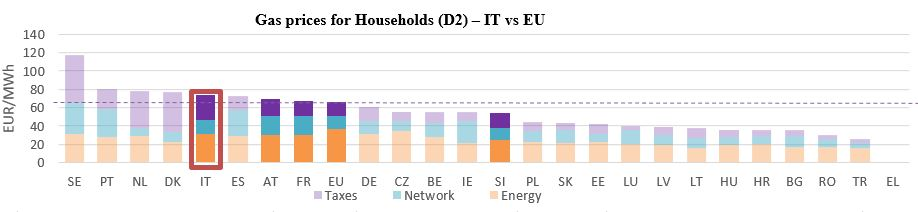 Gas prices for Households (D2) – IT vs EU
EUR/MWh
140
120
100
80
60
40
20
0
SE PT NL DK IT ES AT FR EU DE CZ BE IE SI PL SK EE LU LV LT HU HR BG RO TR EL
Taxes Network Energy